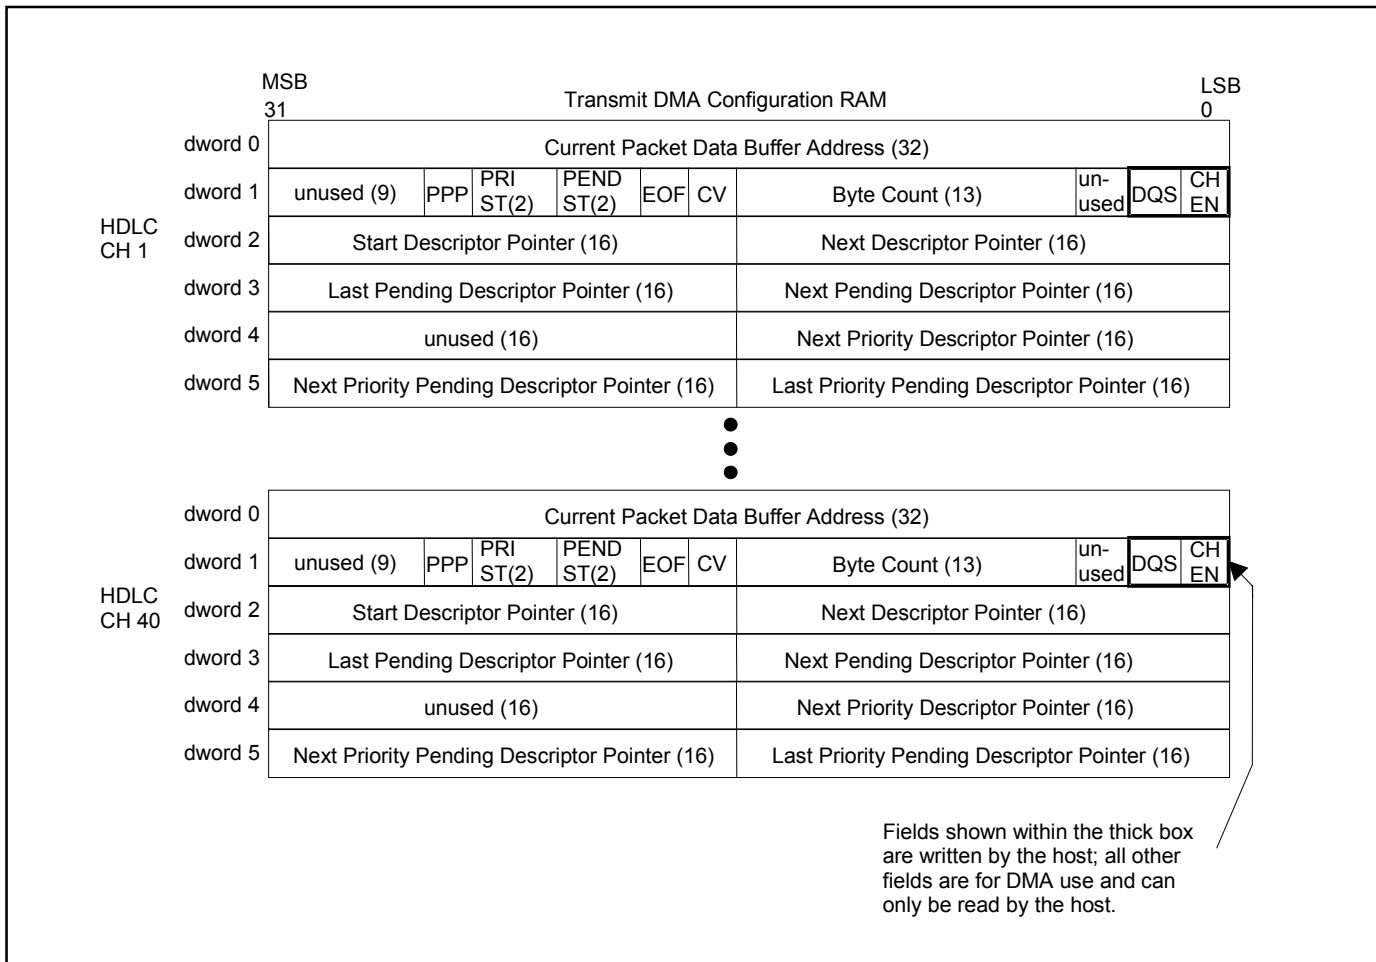 MSB
LSB
31
Transmit DMA Configuration RAM
0
dword 0
Current Packet Data Buffer Address (32)
dword 1
unused (9)
PPP
PRI
ST(2)
PEND
ST(2)
EOF
CV
Byte Count (13)
un-
used
DQS
CH
EN
HDLC
CH 1
dword 2
Start Descriptor Pointer (16)
Next Descriptor Pointer (16)
dword 3
Last Pending Descriptor Pointer (16)
Next Pending Descriptor Pointer (16)
dword 4
unused (16)
Next Priority Descriptor Pointer (16)
dword 5
Next Priority Pending Descriptor Pointer (16)
Last Priority Pending Descriptor Pointer (16)
dword 0
Current Packet Data Buffer Address (32)
dword 1
unused (9)
PPP
PRI
ST(2)
PEND
ST(2)
EOF
CV
Byte Count (13)
un-
used
DQS
CH
EN
HDLC
CH 40
dword 2
Start Descriptor Pointer (16)
Next Descriptor Pointer (16)
dword 3
Last Pending Descriptor Pointer (16)
Next Pending Descriptor Pointer (16)
dword 4
unused (16)
Next Priority Descriptor Pointer (16)
dword 5
Next Priority Pending Descriptor Pointer (16)
Last Priority Pending Descriptor Pointer (16)
Fields shown within the thick box
are written by the host; all other
fields are for DMA use and can
only be read by the host.